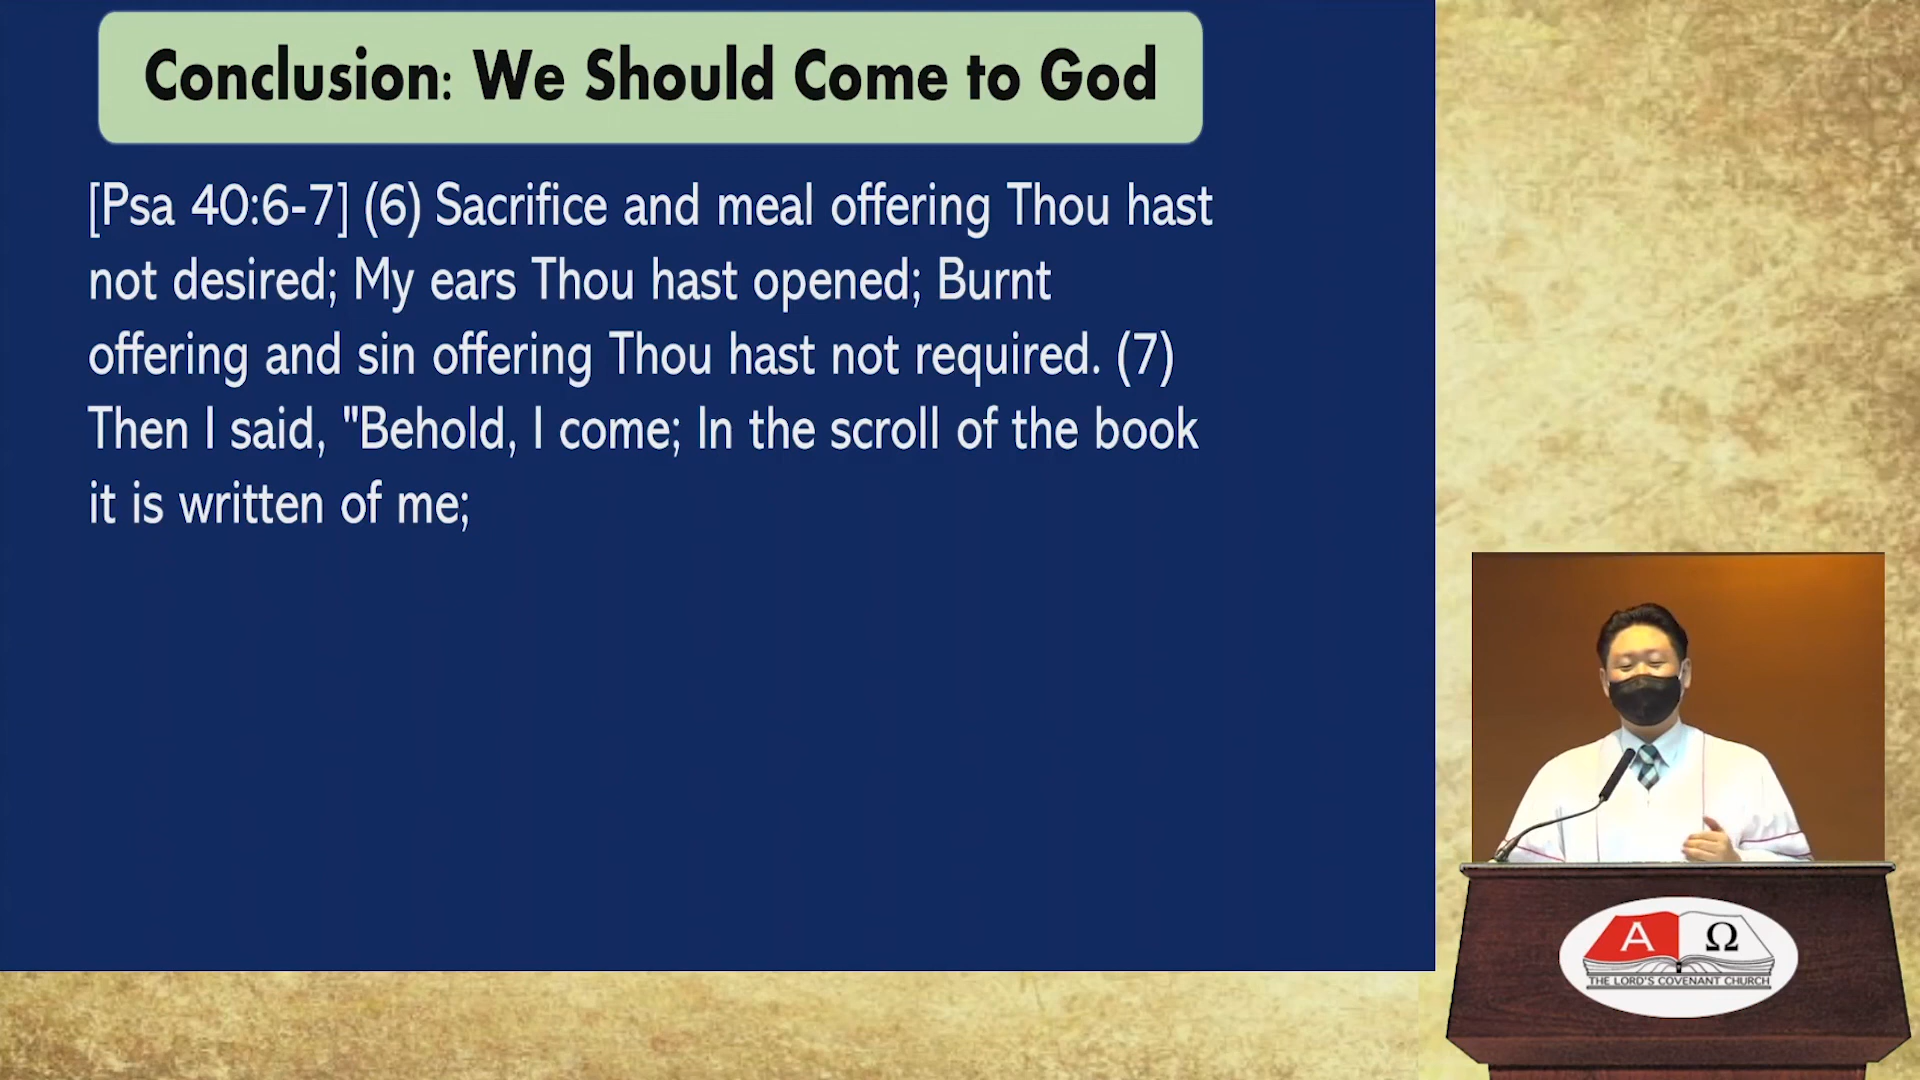 Conclusion: We Should Come to God
[Psa 40:6-7] (6) Sacrifice and meal offering Thou hast
not desired; My ears Thou hast opened; Burnt
offering and sin offering Thou hast not required. (7)
Then I said, "Behold, I come; In the scroll of the book
it is written of me;
Α Ω
THE LORD'S COVENANT CHURCH